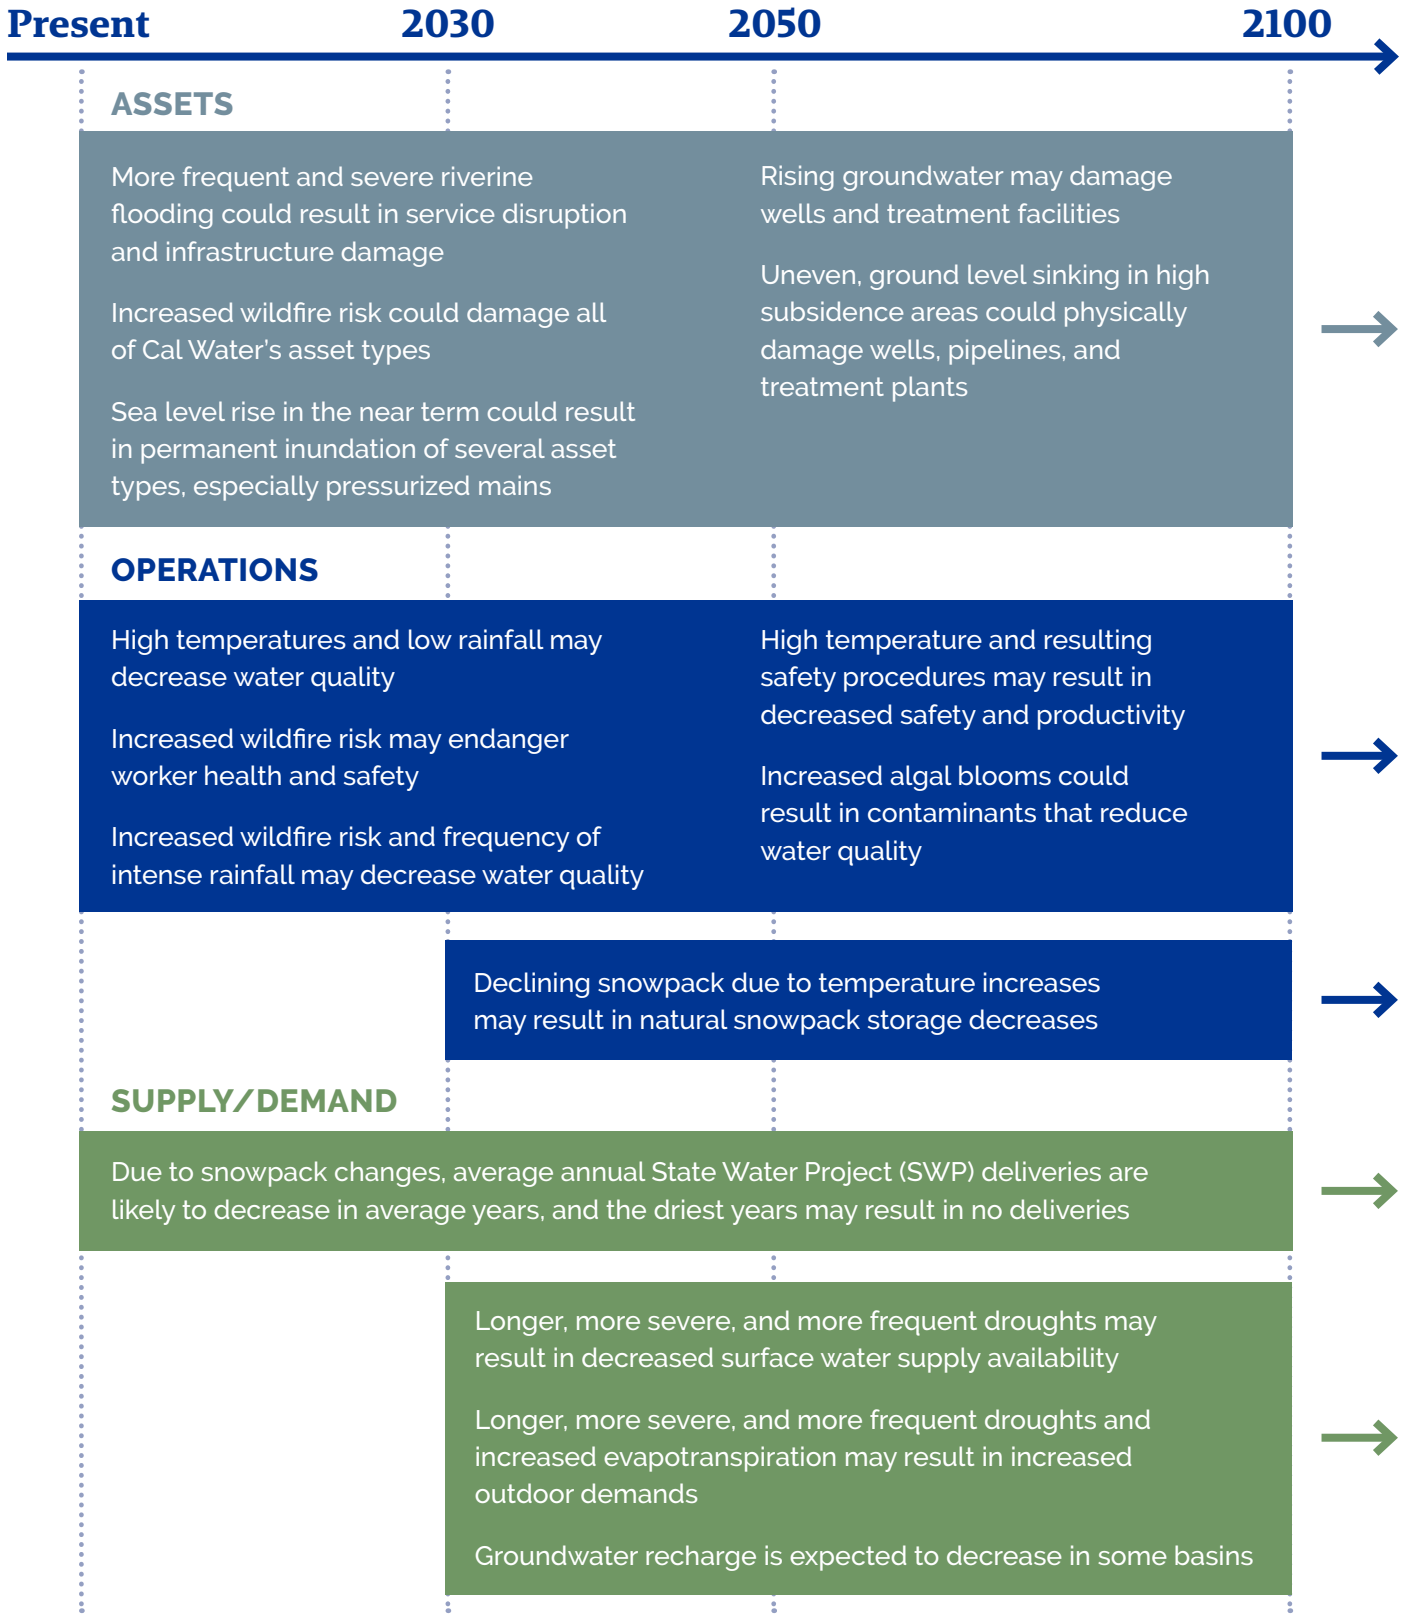 Present 2030 2050 2100
ASSETS
More frequent and severe riverine
flooding could result in service disruption
and infrastructure damage
Increased wildfire risk could damage all
of Cal Water's asset types
Sea level rise in the near term could result
in permanent inundation of several asset
types, especially pressurized mains
Rising groundwater may damage
wells and treatment facilities
Uneven, ground level sinking in high
subsidence areas could physically
damage wells, pipelines, and
treatment plants
OPERATIONS
High temperatures and low rainfall may
decrease water quality
Increased wildfire risk may endanger
worker health and safety
Increased wildfire risk and frequency of
intense rainfall may decrease water quality
High temperature and resulting
safety procedures may result in
decreased safety and productivity
Increased algal blooms could
result in contaminants that reduce
water quality
Declining snowpack due to temperature increases
may result in natural snowpack storage decreases
SUPPLY/DEMAND
Due to snowpack changes, average annual State Water Project (SWP) deliveries are
likely to decrease in average years, and the driest years may result in no deliveries
Longer, more severe, and more frequent droughts may
result in decreased surface water supply availability
Longer, more severe, and more frequent droughts and
increased evapotranspiration may result in increased
outdoor demands
Groundwater recharge is expected to decrease in some basins